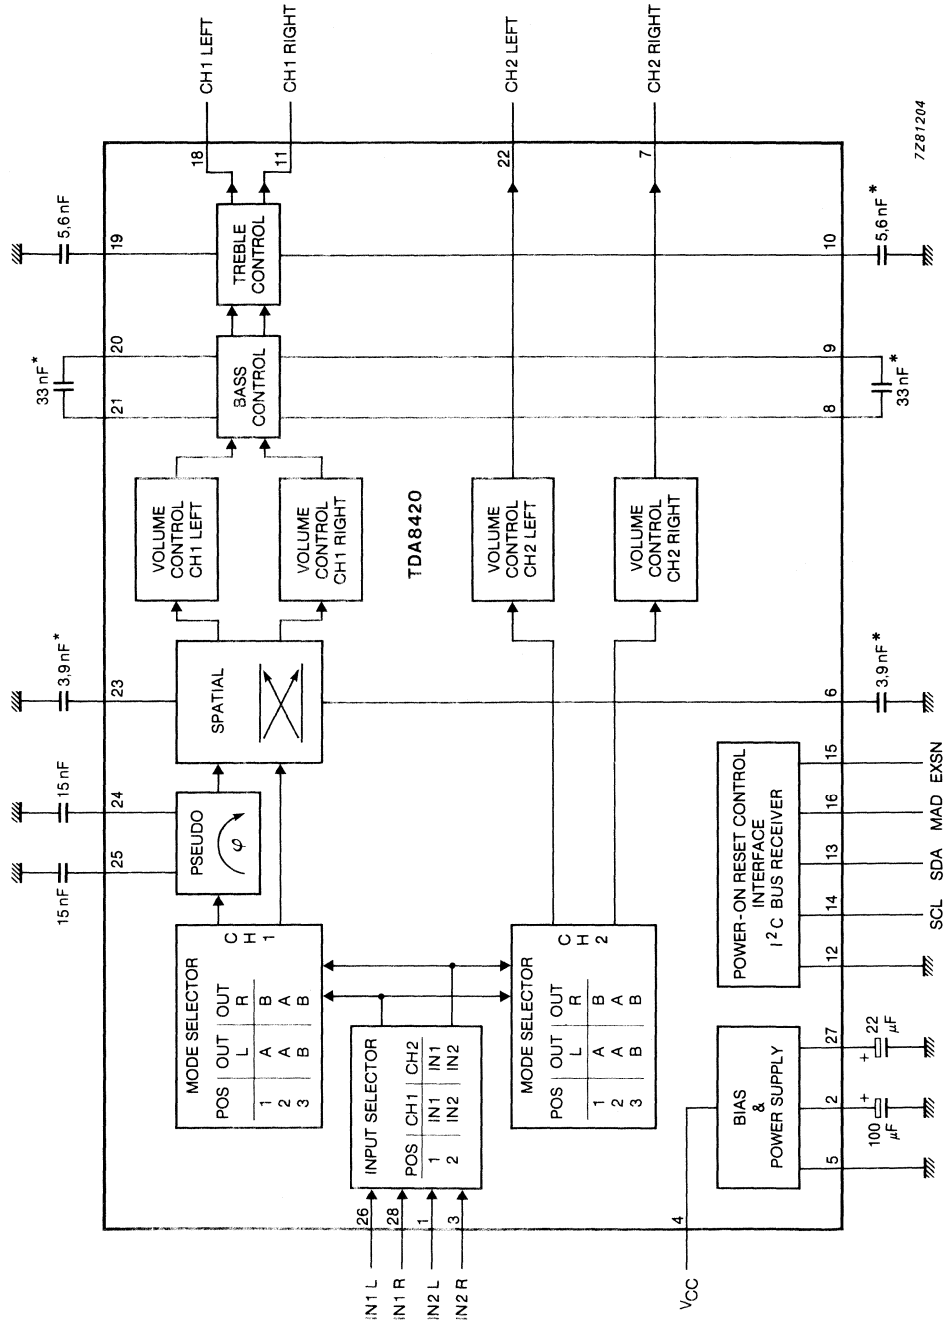 CH1 LEFT
CH1 RIGHT
CH2 LEFT
CH2 RIGHT
18
11
22
7
7Z81204
5,6 nF
19
TREBLE
CONTROL
10
5,6 nF*
33 nF*
20
21
BASS
CONTROL
9
8
33 nF*
VOLUME
CONTROL
CH1 LEFT
VOLUME
CONTROL
CH1 RIGHT
TDA8420
VOLUME
CONTROL
CH2 LEFT
VOLUME
CONTROL
CH2 RIGHT
3,9 nF*
23
SPATIAL
6
3,9 nF*
15 nF
24
15 nF
25
PSEUDO
φ
MODE SELECTOR
POS OUT OUT
L R
1 A B
2 A A
3 B B
CH1
INPUT SELECTOR
POS CH1 CH2
1 IN1 IN1
2 IN2 IN2
MODE SELECTOR
POS OUT OUT
L R
1 A B
2 A A
3 B B
CH2
POWER-ON RESET CONTROL
INTERFACE
I²C BUS RECEIVER
12
14
13
16
15
SCL
SDA
MAD
EXSN
BIAS
&
POWER SUPPLY
5
2
27
+
100
µF
+
22
µF
26
28
1
3
4
IN1 L
IN1 R
IN2 L
IN2 R
VCC